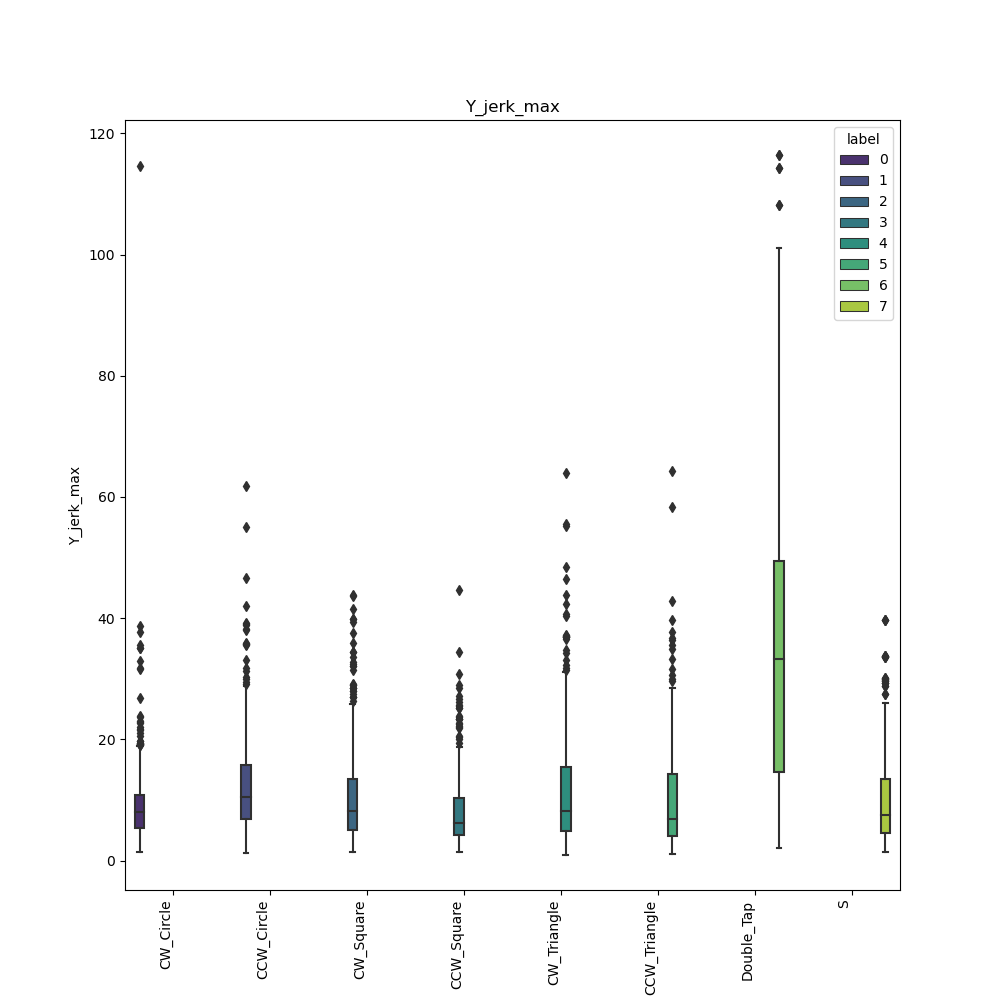 Y_jerk_max
120
100
80
60
40
20
0
Y_jerk_max
label
0
1
2
3
4
5
6
7
CW_Circle
CCW_Circle
CW_Square
CCW_Square
CW_Triangle
CCW_Triangle
Double_Tap
S